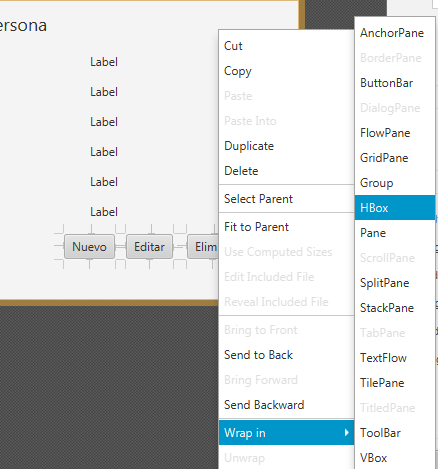 ersona
Label
Label
Label
Label
Label
Label
Nuevo
Editar
Elim
Cut
Copy
Paste
Paste Into
Duplicate
Delete
Select Parent
Fit to Parent
Use Computed Sizes
Edit Included File
Reveal Included File
Bring to Front
Send to Back
Bring Forward
Send Backward
Wrap in
Unwrap
AnchorPane
BorderPane
ButtonBar
DialogPane
FlowPane
GridPane
Group
HBox
Pane
ScrollPane
SplitPane
StackPane
TabPane
TextFlow
TilePane
TitledPane
ToolBar
VBox